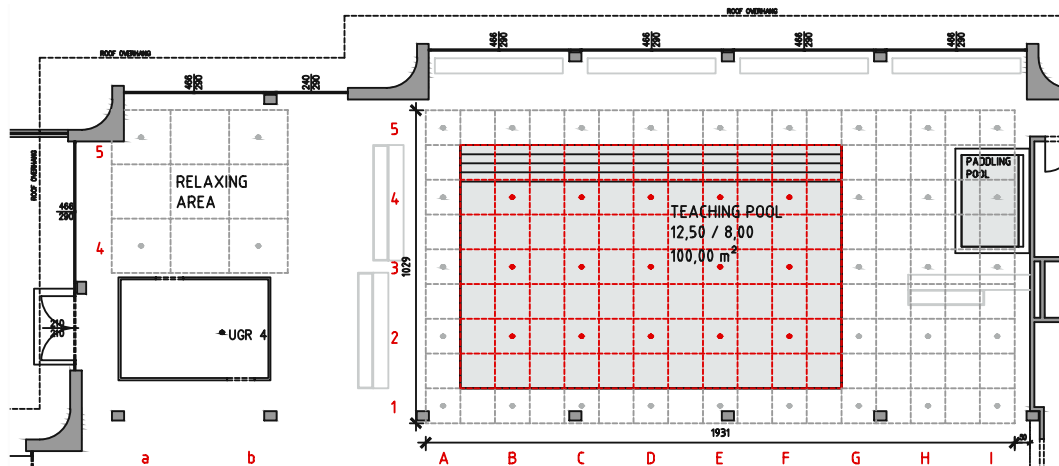 ROOF OVERHANG
ROOF OVERHANG
466
290
466
290
466
290
466
290
466
290
240
290
ROOF OVERHANG
5
5
PADDLING
POOL
RELAXING
AREA
4
TEACHING POOL
12,50 / 8,00
100,00 m²
466
290
4
3
1029
210
UGR 4
2
1
1931
a
b
A
B
C
D
E
F
G
H
I